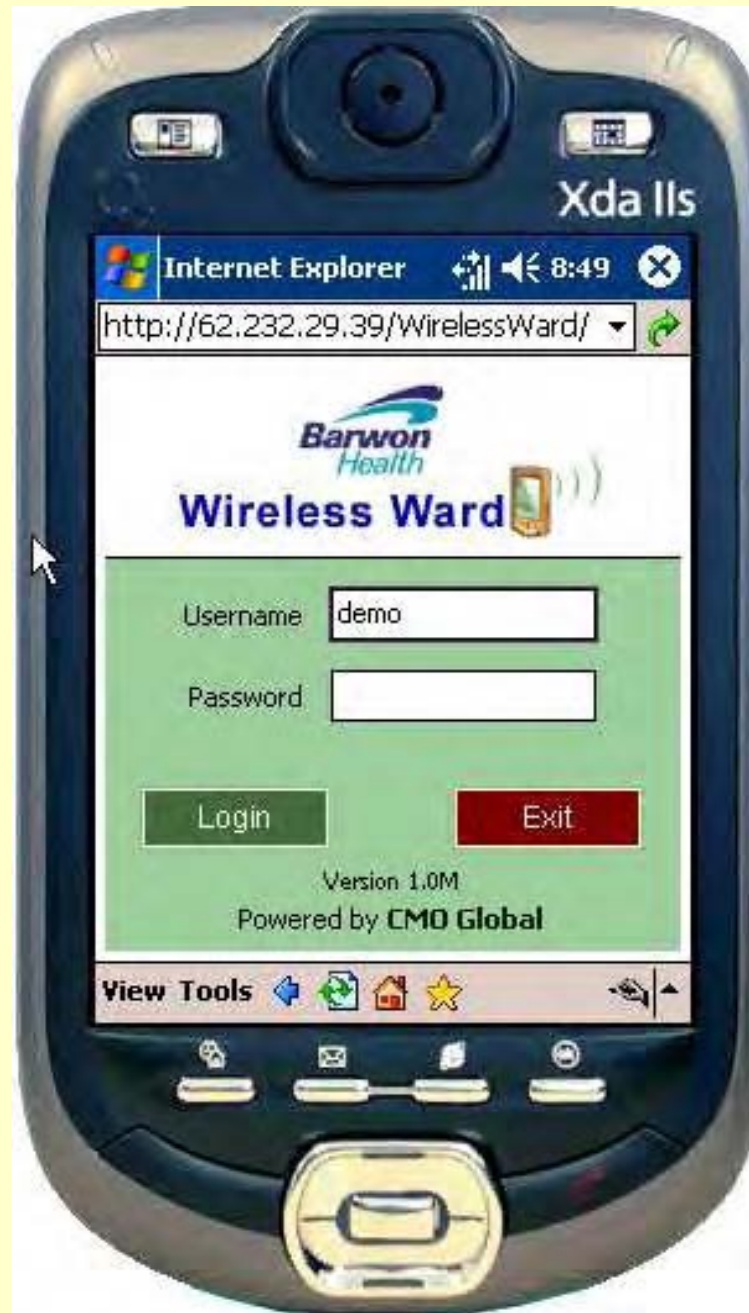 Xda IIs
Internet Explorer 8:49
http://62.232.29.39/WirelessWard/
Barwon
Health
Wireless Ward
Username demo
Password
Login Exit
Version 1.0M
Powered by CMO Global
View Tools